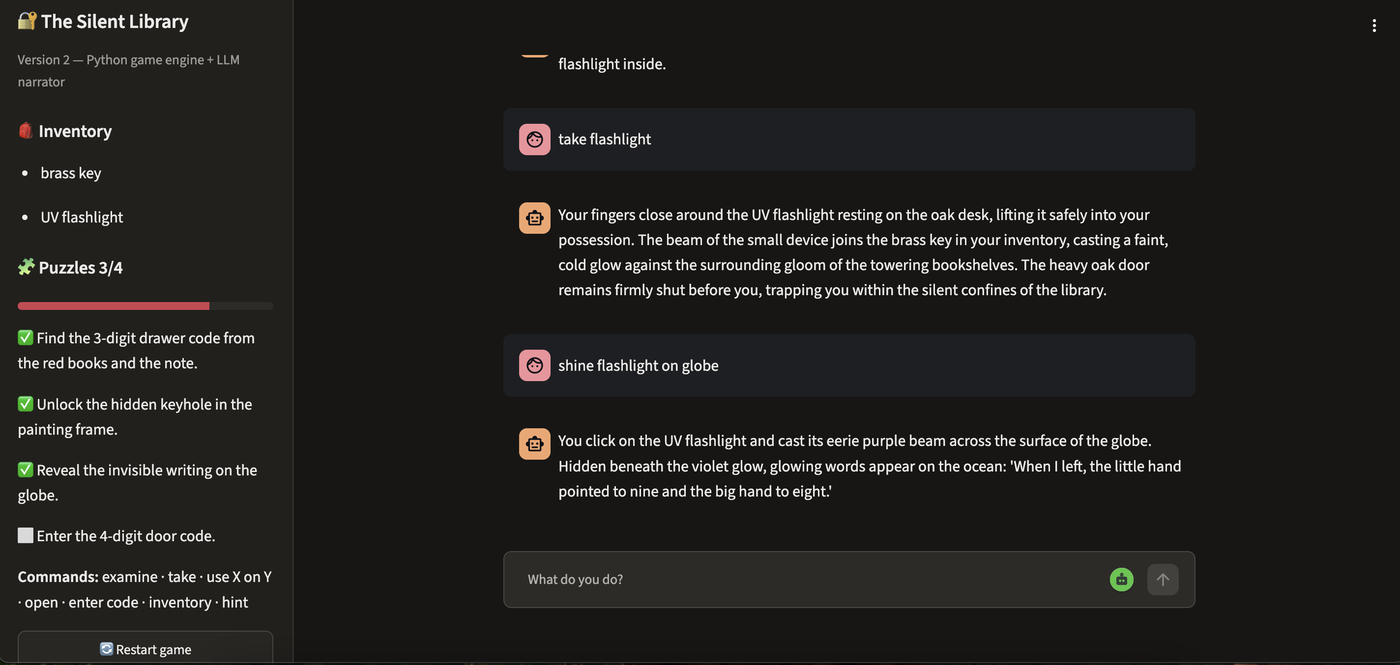 🔐 The Silent Library
Version 2 — Python game engine + LLM
narrator
🎒 Inventory
• brass key
• UV flashlight
🧩 Puzzles 3/4
✅ Find the 3-digit drawer code from
the red books and the note.
✅ Unlock the hidden keyhole in the
painting frame.
✅ Reveal the invisible writing on the
globe.
⬜ Enter the 4-digit door code.
Commands: examine · take · use X on Y
· open · enter code · inventory · hint
🔄 Restart game
flashlight inside.
take flashlight
Your fingers close around the UV flashlight resting on the oak desk, lifting it safely into your
possession. The beam of the small device joins the brass key in your inventory, casting a faint,
cold glow against the surrounding gloom of the towering bookshelves. The heavy oak door
remains firmly shut before you, trapping you within the silent confines of the library.
shine flashlight on globe
You click on the UV flashlight and cast its eerie purple beam across the surface of the globe.
Hidden beneath the violet glow, glowing words appear on the ocean: 'When I left, the little hand
pointed to nine and the big hand to eight.'
What do you do?